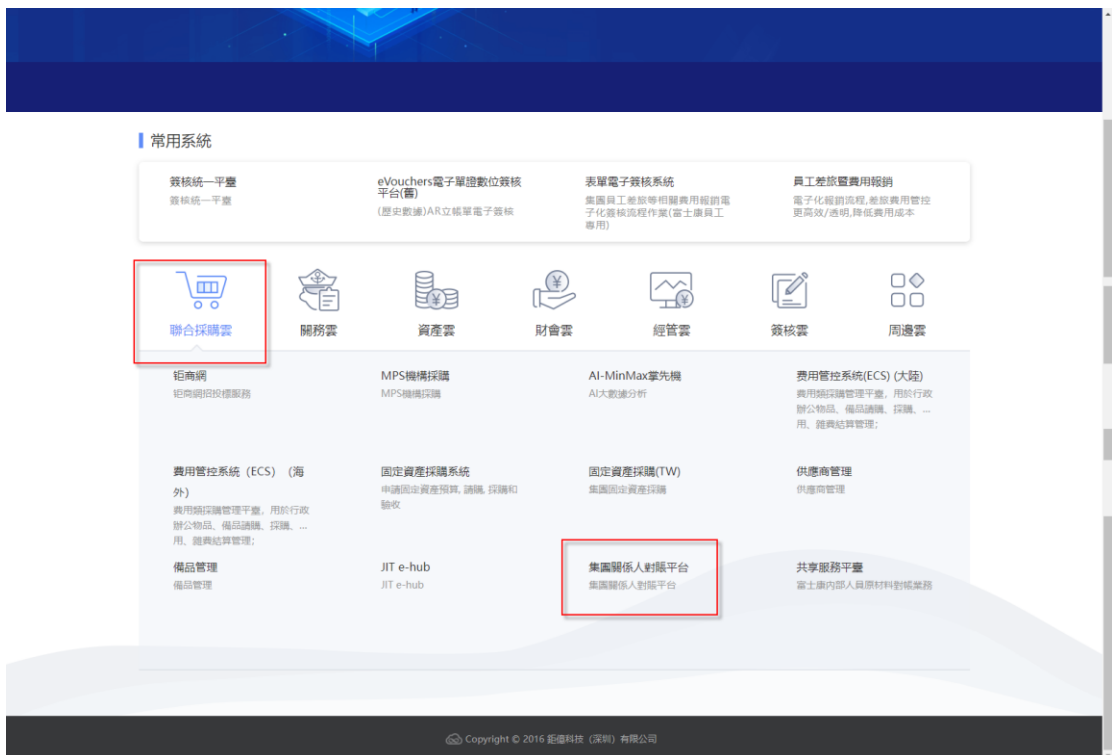 常用系統
簽核統一平臺
簽核統一平臺
eVouchers電子單證數位簽核
平台(舊)
(歷史數據)AR立帳單電子簽核
表單電子簽核系統
集團員工差旅等相關費用報銷電
子化簽核流程作業(富士康員工
專用)
員工差旅暨費用報銷
電子化報銷流程,差旅費用管控
更高效/透明,降低費用成本
聯合採購雲
關務雲
資產雲
財會雲
經管雲
簽核雲
周邊雲
钜商網
钜商網招投標服務
MPS機構採購
MPS機構採購
AI-MinMax掌先機
AI大數據分析
费用管控系统(ECS) (大陸)
費用類採購管理平臺，用於行政
辦公物品、備品請購、採購、...
用、雜費結算管理;
費用管控系統（ECS）（海
外)
費用類採購管理平臺，用於行政
辦公物品、備品請購、採購、...
用、雜費結算管理;
固定資產採購系統
申請固定資產預算, 請購, 採購和
驗收
固定資產採購(TW)
集團固定資產採購
供應商管理
供應商管理
備品管理
備品管理
JIT e-hub
JIT e-hub
集團關係人對賬平台
集團關係人對賬平台
共享服務平臺
富士康内部人員原材料對帳業務
Copyright © 2016 鉅億科技（深圳）有限公司